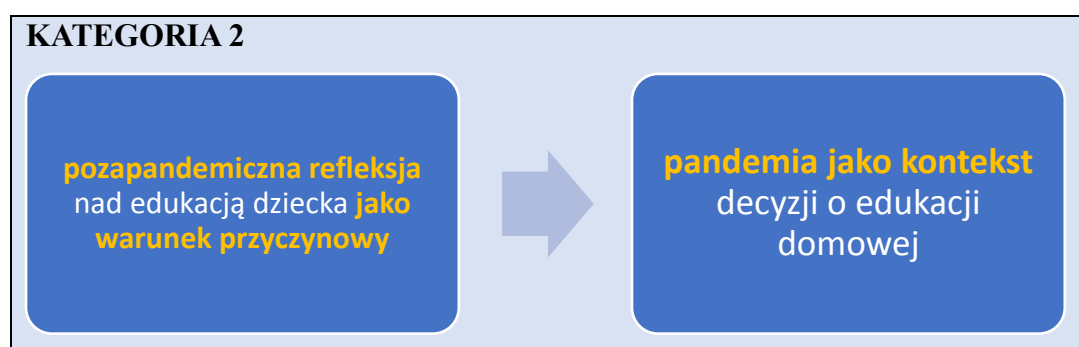 KATEGORIA 2
pozapandemiczna refleksja
nad edukacją dziecka jako
warunek przyczynowy
pandemia jako kontekst
decyzji o edukacji
domowej